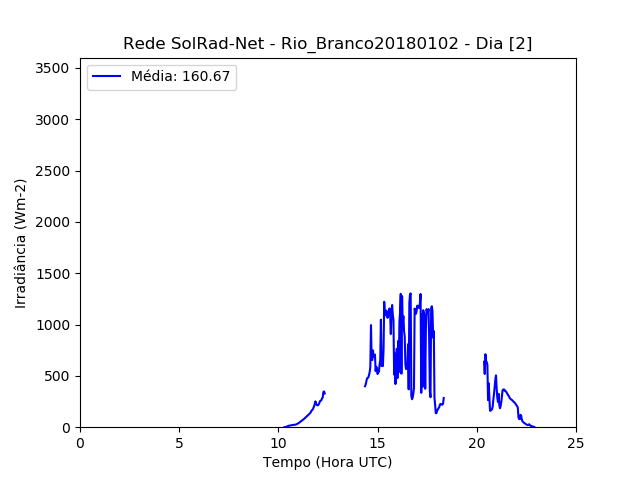 Rede SolRad-Net - Rio_Branco20180102 - Dia [2]
Média: 160.67
3500
3000
2500
2000
1500
1000
500
0
Irradiância (Wm-2)
0 5 10 15 20 25
Tempo (Hora UTC)